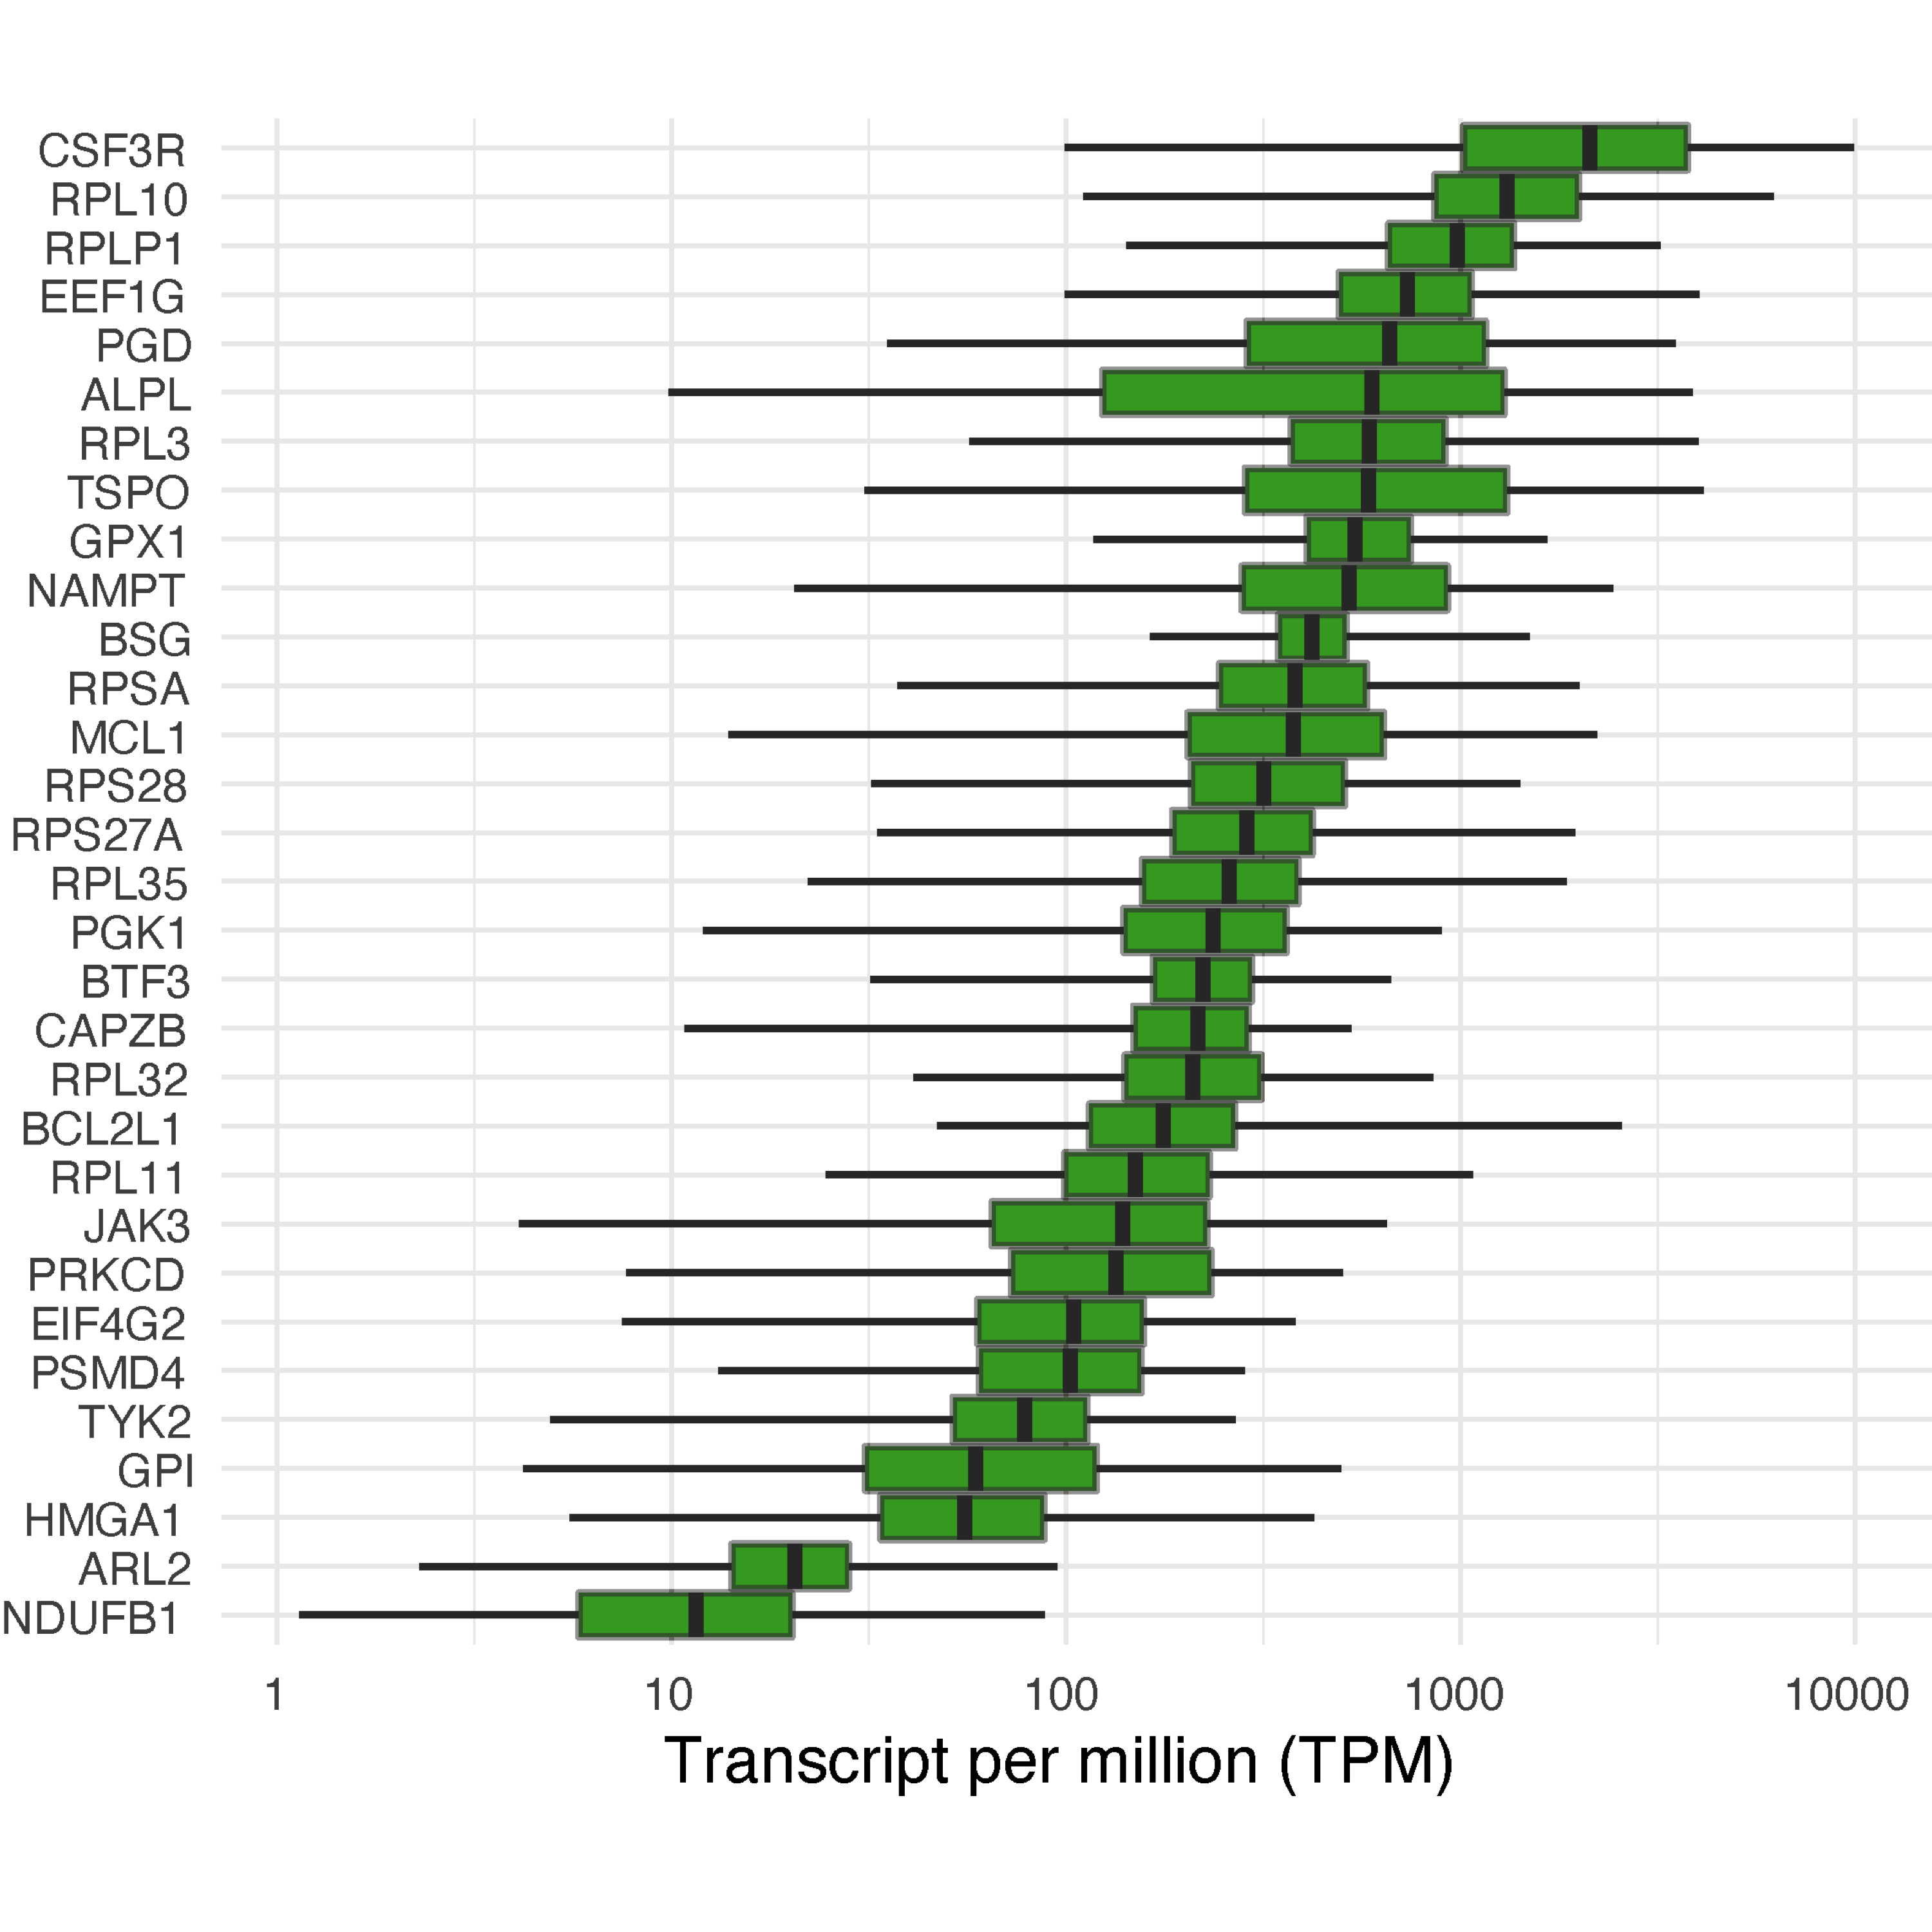 CSF3R
RPL10
RPLP1
EEF1G
PGD
ALPL
RPL3
TSPO
GPX1
NAMPT
BSG
RPSA
MCL1
RPS28
RPS27A
RPL35
PGK1
BTF3
CAPZB
RPL32
BCL2L1
RPL11
JAK3
PRKCD
EIF4G2
PSMD4
TYK2
GPI
HMGA1
ARL2
NDUFB1
1 10 100 1000 10000
Transcript per million (TPM)